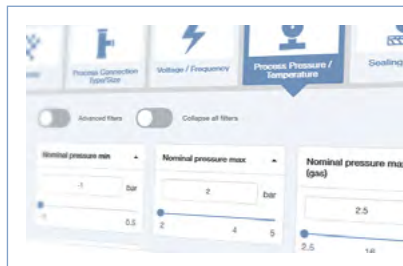 Process Connection
Type/Size
Voltage / Frequency
Process Pressure /
Temperature
Sealing
Advanced filters
Collapse all filters
Nominal pressure min
-1
bar
-1
0.5
Nominal pressure max
2
bar
2
4
5
Nominal pressure max
(gas)
2.5
2.5
16